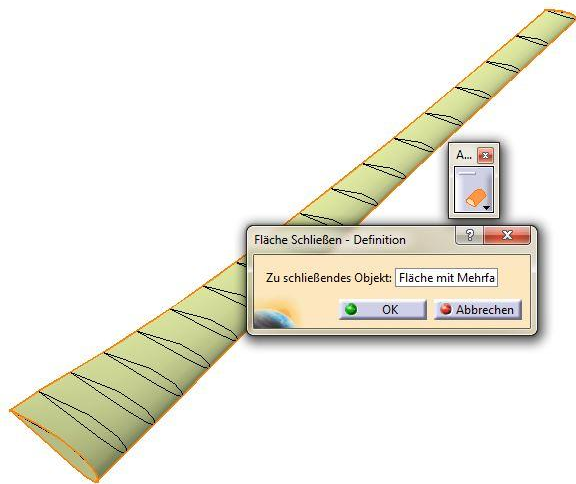 A...
Fläche Schließen - Definition
Zu schließendes Objekt: Fläche mit Mehrfa
OK Abbrechen